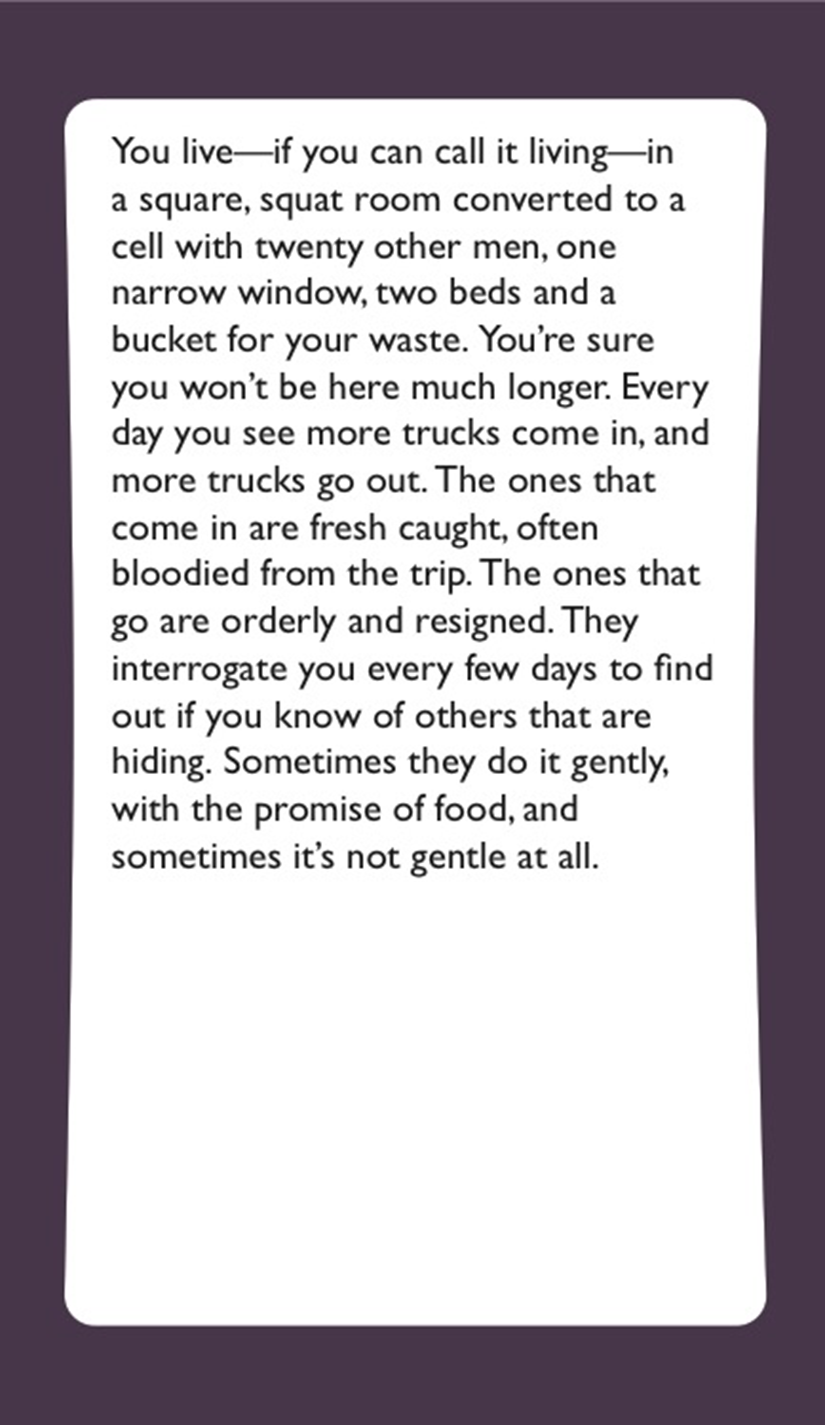 You live—if you can call it living—in
a square, squat room converted to a
cell with twenty other men, one
narrow window, two beds and a
bucket for your waste. You’re sure
you won’t be here much longer. Every
day you see more trucks come in, and
more trucks go out. The ones that
come in are fresh caught, often
bloodied from the trip. The ones that
go are orderly and resigned. They
interrogate you every few days to find
out if you know of others that are
hiding. Sometimes they do it gently,
with the promise of food, and
sometimes it’s not gentle at all.